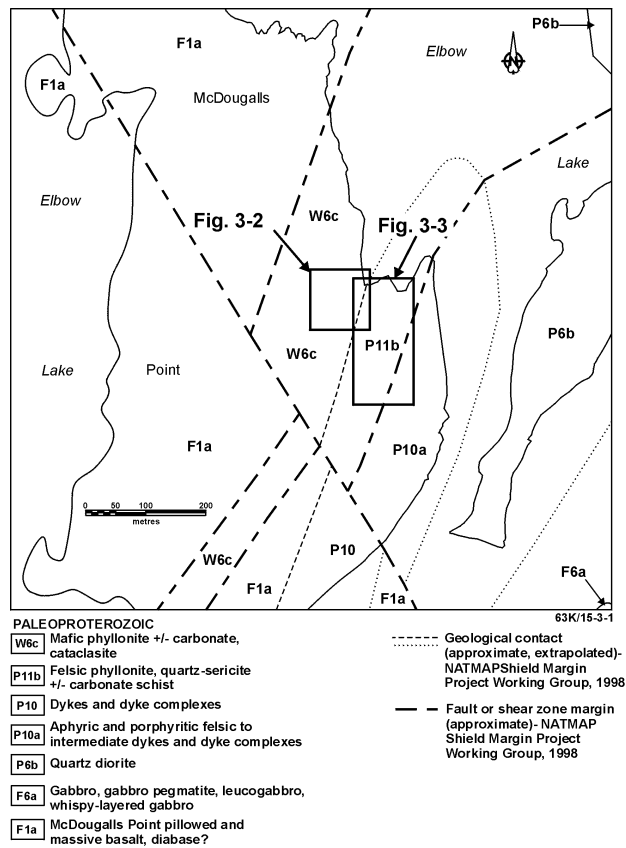 P6b
F1a
Elbow
N
F1a
McDougalls
Lake
Elbow
W6c
Fig. 3-2
Fig. 3-3
P6b
W6c
P11b
Lake
Point
F1a
P10a
0 50 100 200
metres
P10
W6c
F6a
F1a
F1a
63K/15-3-1
PALEOPROTEROZOIC
W6c Mafic phyllonite +/- carbonate,
cataclasite
P11b Felsic phyllonite, quartz-sericite
+/- carbonate schist
P10 Dykes and dyke complexes
P10a Aphyric and porphyritic felsic to
intermediate dykes and dyke complexes
P6b Quartz diorite
F6a Gabbro, gabbro pegmatite, leucogabbro,
whispy-layered gabbro
F1a McDougalls Point pillowed and
massive basalt, diabase?
Geological contact
(approximate, extrapolated)-
NATMAPShield Margin
Project Working Group, 1998
Fault or shear zone margin
(approximate)- NATMAP
Shield Margin Project
Working Group, 1998